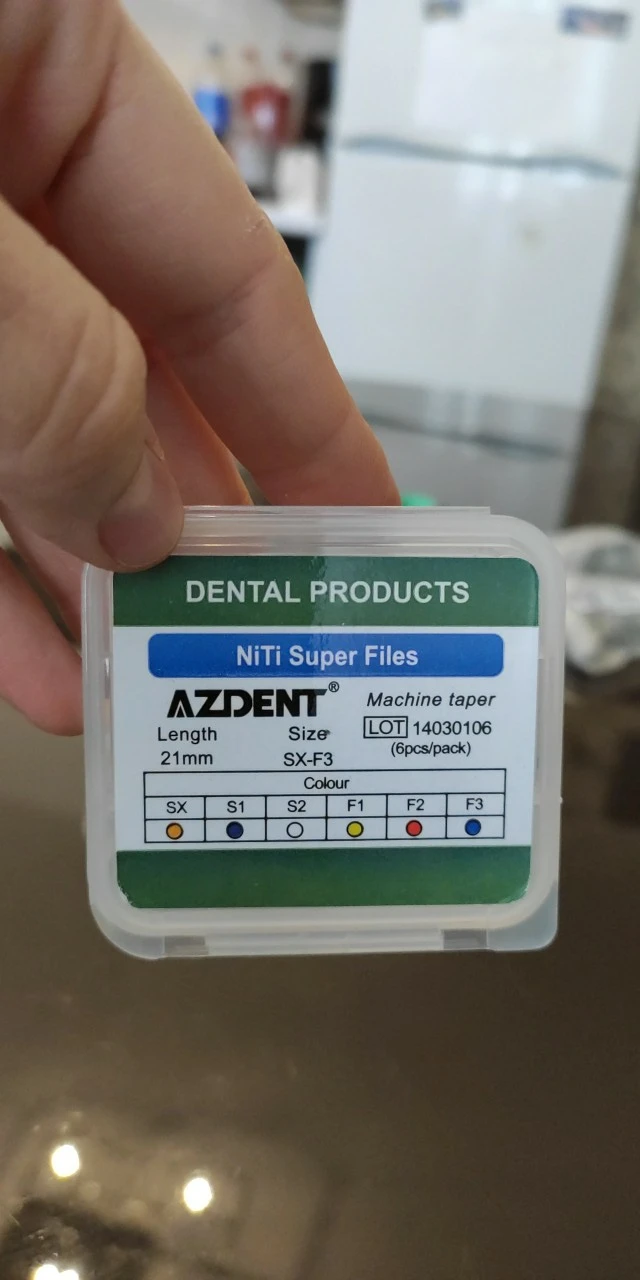 DENTAL PRODUCTS
NiTi Super Files
AZDENT®
Machine taper
Length
Size
LOT 14030106
21mm
SX-F3
(6pcs/pack)
Colour
SX S1 S2 F1 F2 F3